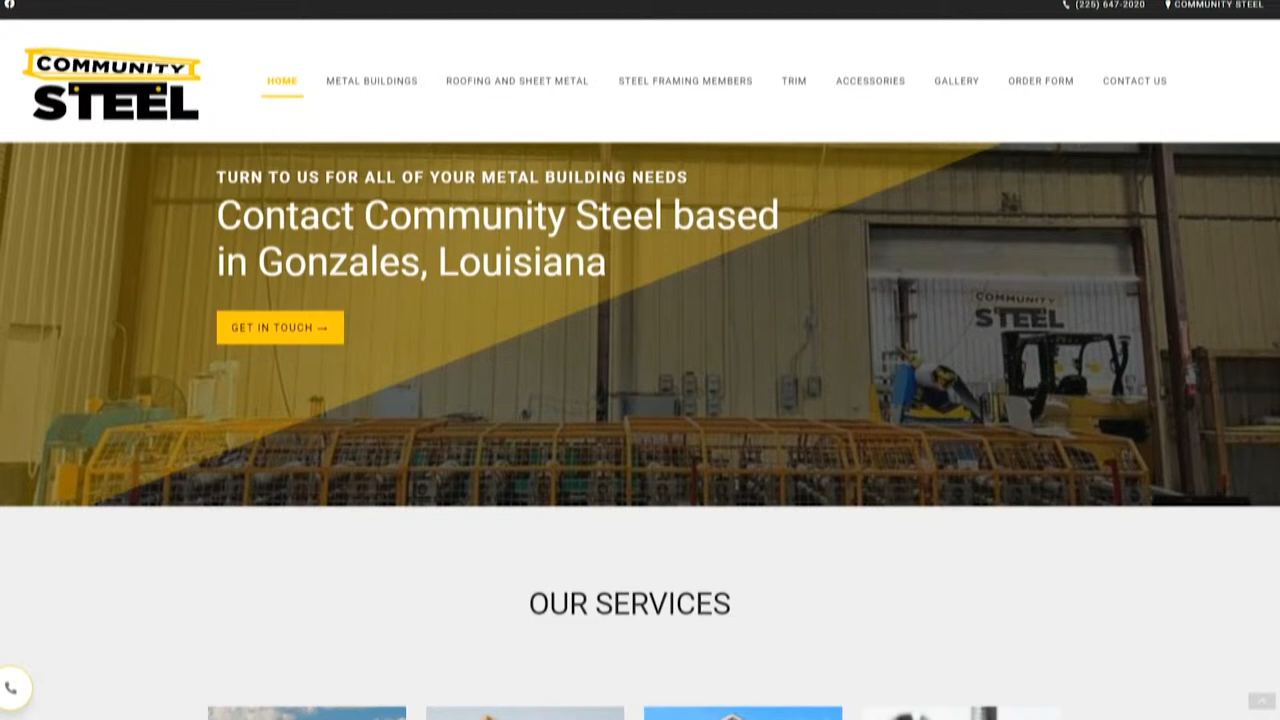 (225) 647-2020
COMMUNITY STEEL
COMMUNITY
STEEL
HOME
METAL BUILDINGS
ROOFING AND SHEET METAL
STEEL FRAMING MEMBERS
TRIM
ACCESSORIES
GALLERY
ORDER FORM
CONTACT US
TURN TO US FOR ALL OF YOUR METAL BUILDING NEEDS
Contact Community Steel based
in Gonzales, Louisiana
GET IN TOUCH →
COMMUNITY
STEEL
OUR SERVICES